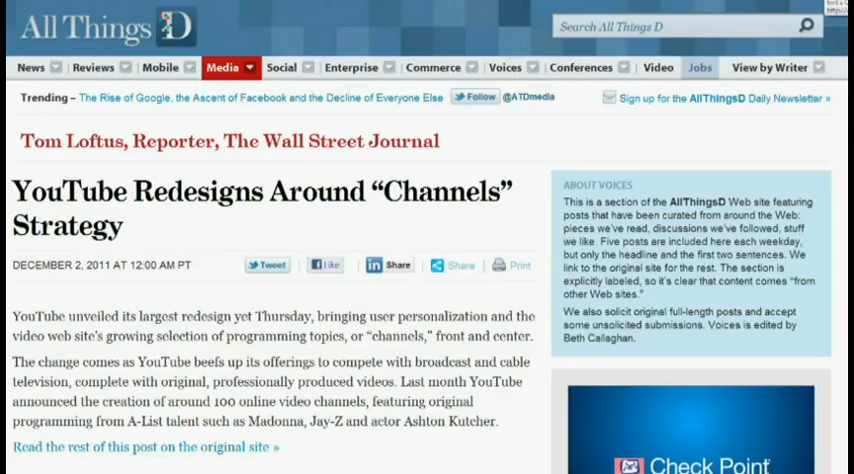 All Things D
Search All Things D
News Reviews Mobile Media Social Enterprise Commerce Voices Conferences Video Jobs View by Writer
Trending – The Rise of Google, the Ascent of Facebook and the Decline of Everyone Else Follow @ATDmedia
Sign up for the AllThingsD Daily Newsletter »
Tom Loftus, Reporter, The Wall Street Journal
YouTube Redesigns Around “Channels”
Strategy
DECEMBER 2, 2011 AT 12:00 AM PT
Tweet Like in Share Share Print
YouTube unveiled its largest redesign yet Thursday, bringing user personalization and the
video web site’s growing selection of programming topics, or “channels,” front and center.
The change comes as YouTube beefs up its offerings to compete with broadcast and cable
television, complete with original, professionally produced videos. Last month YouTube
announced the creation of around 100 online video channels, featuring original
programming from A-List talent such as Madonna, Jay-Z and actor Ashton Kutcher.
Read the rest of this post on the original site »
ABOUT VOICES
This is a section of the AllThingsD Web site featuring
posts that have been curated from around the Web:
pieces we’ve read, discussions we’ve followed, stuff
we like. Five posts are included here each weekday,
but only the headline and the first two sentences. We
link to the original site for the rest. The section is
explicitly labeled, so it’s clear that content comes “from
other Web sites.”
We also solicit original full-length posts and accept
some unsolicited submissions. Voices is edited by
Beth Callaghan.
Check Point